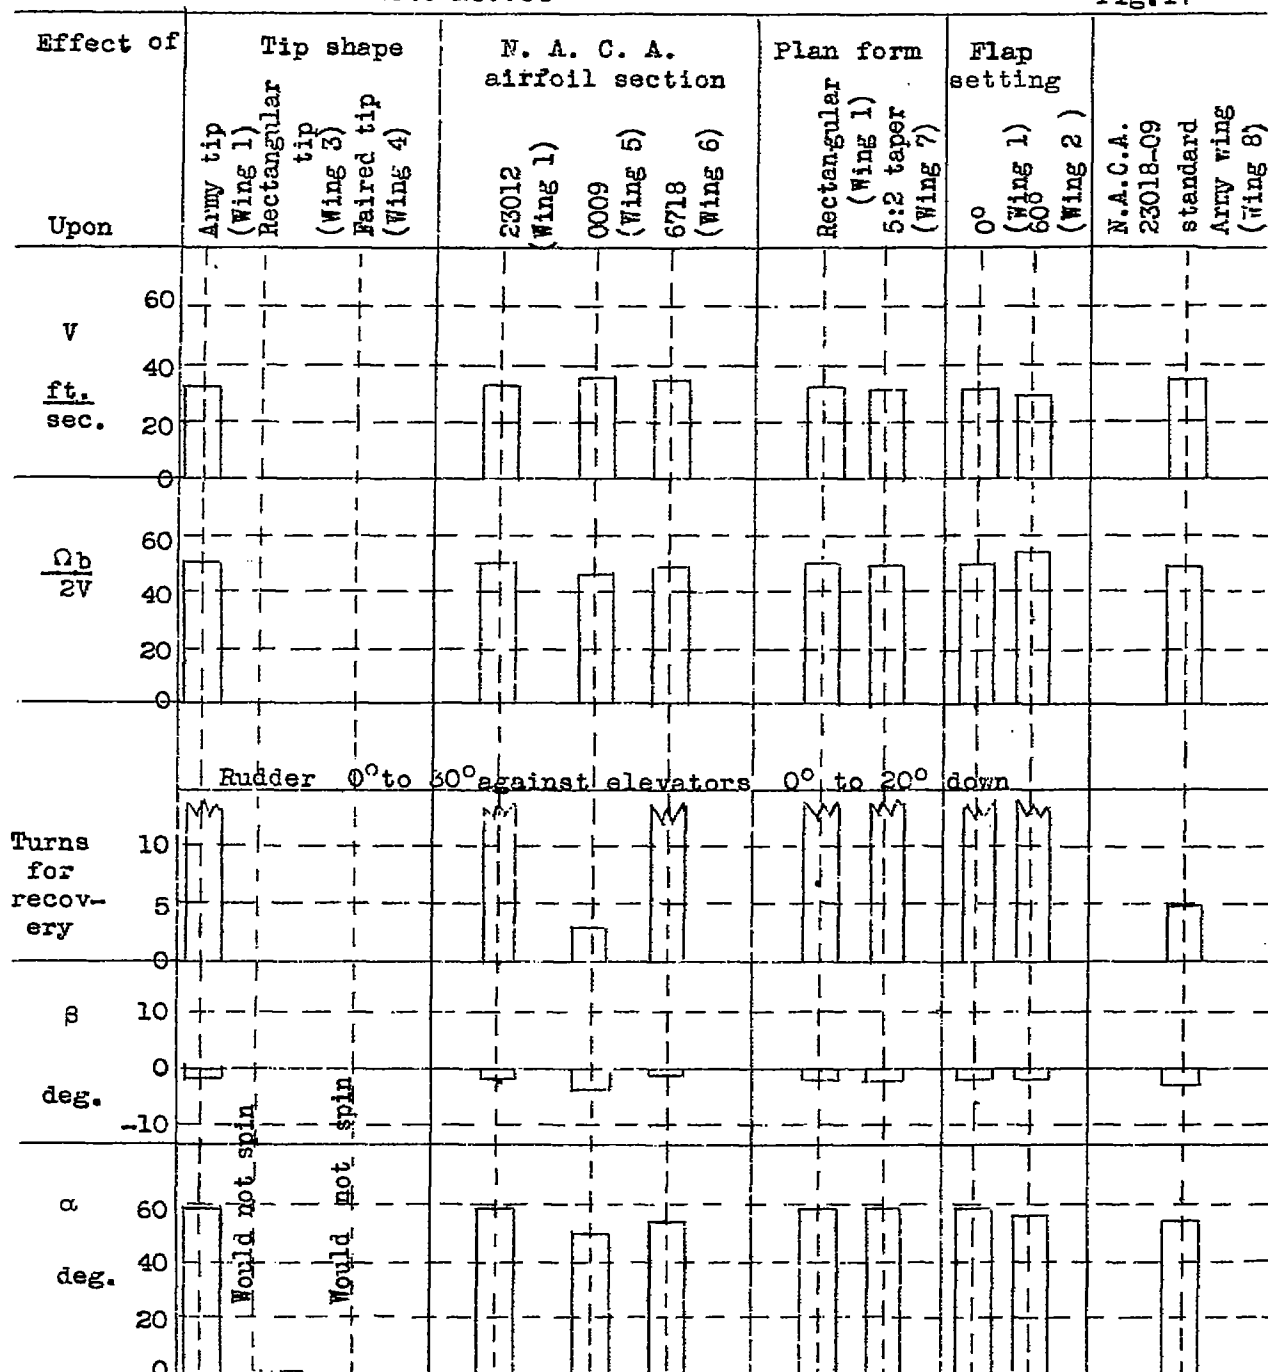 Fig.17
Effect of
Tip shape
N. A. C. A.
airfoil section
Plan form
Flap
setting
Upon
Army tip
(Wing 1)
Rectangular
tip
(Wing 3)
Faired tip
(Wing 4)
23012
(Wing 1)
0009
(Wing 5)
6718
(Wing 6)
Rectangular
(Wing 1)
5:2 taper
(Wing 7)
0°
(Wing 1)
60°
(Wing 2 )
N.A.C.A.
23018-09
standard
Army wing
(Wing 8)
V
ft.
sec.
60
40
20
0
Ωb
2V
60
40
20
0
Rudder 0° to 30° against elevators 0° to 20° down
Turns
for
recov-
ery
10
5
0
β
deg.
10
0
-10
Would not spin
Would not spin
α
deg.
60
40
20
0